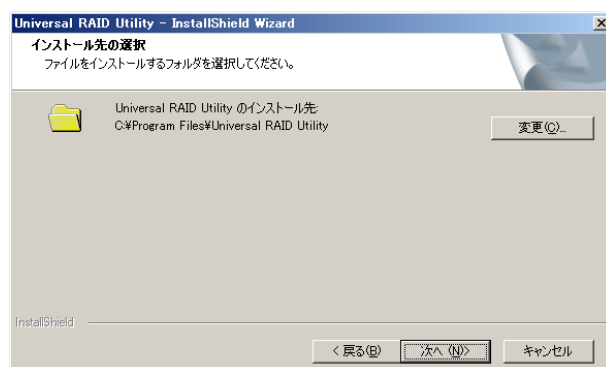 Universal RAID Utility - InstallShield Wizard
インストール先の選択
ファイルをインストールするフォルダを選択してください。
Universal RAID Utility のインストール先:
C:¥Program Files¥Universal RAID Utility
変更(C)...
InstallShield
< 戻る(B)
次へ (N)>
キャンセル